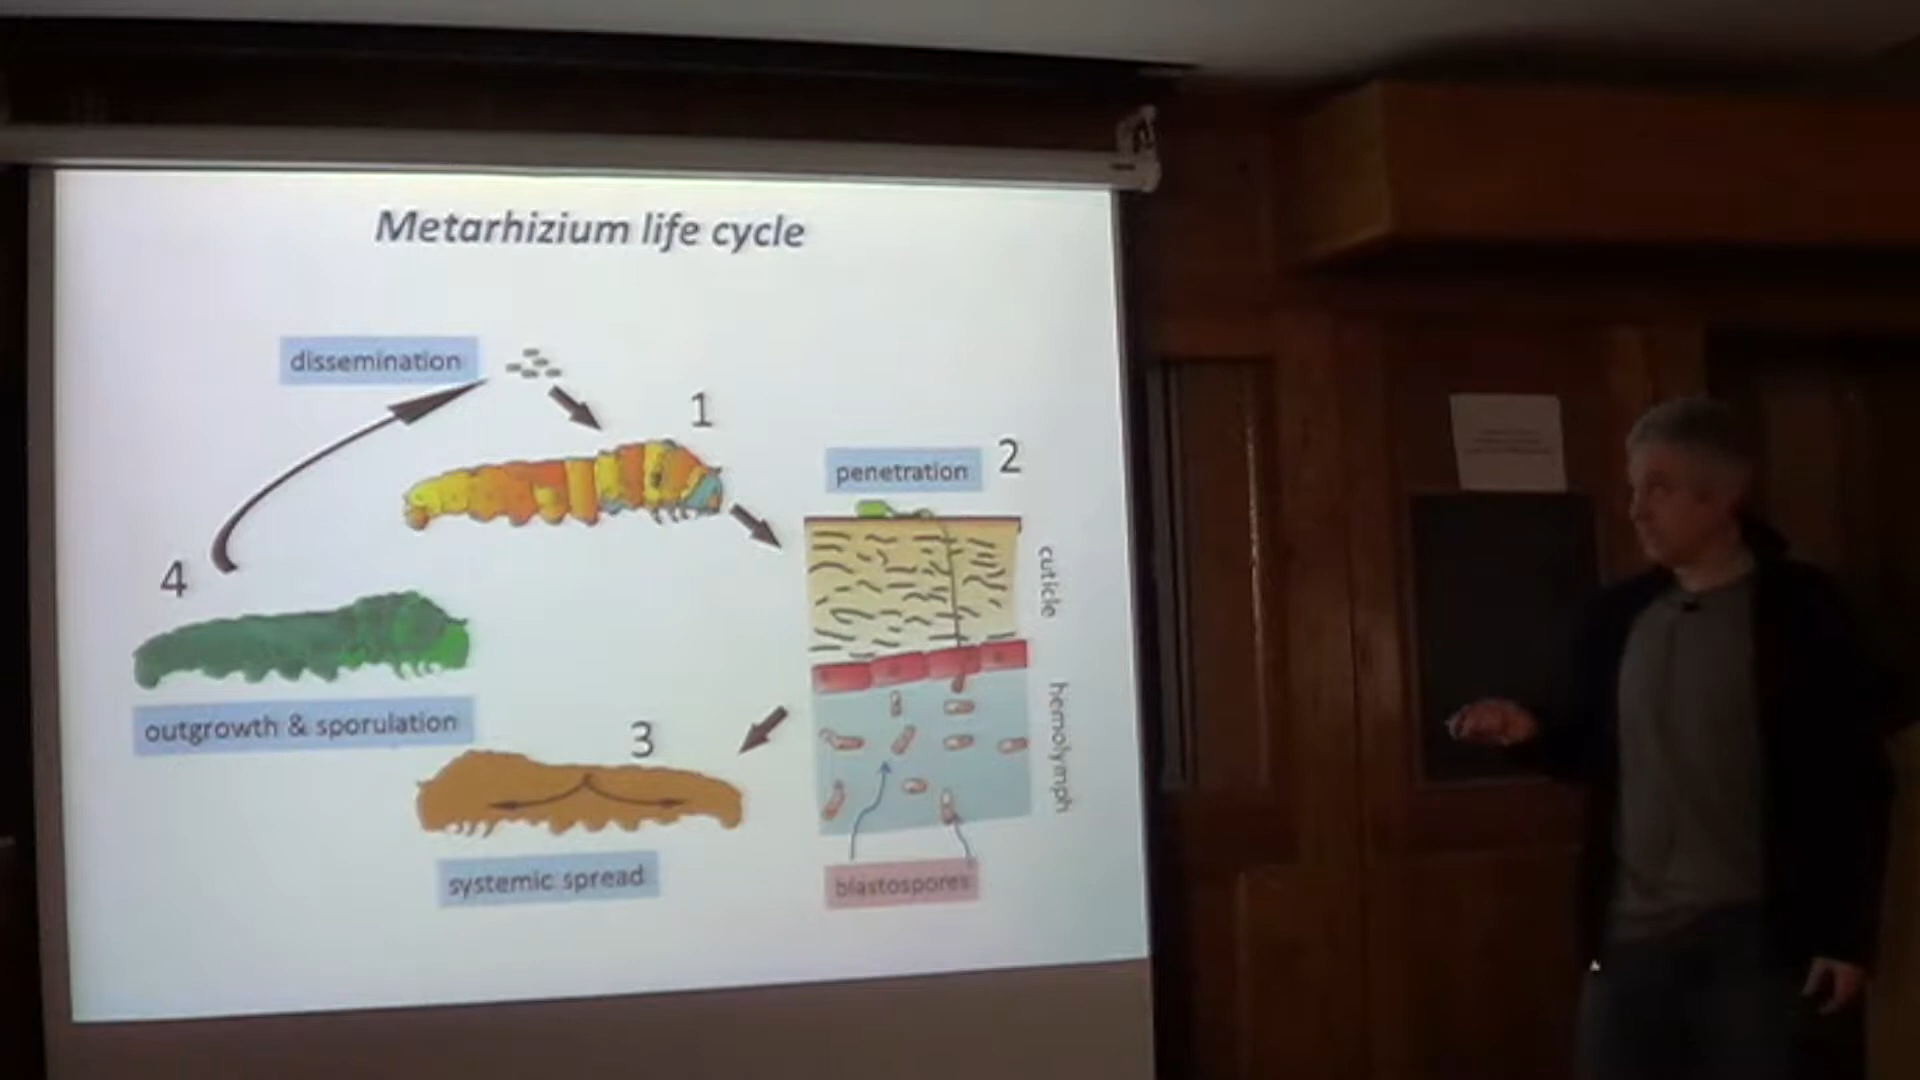 Metarhizium life cycle
dissemination
1
penetration
2
cuticle
4
outgrowth & sporulation
3
hemolymph
systemic spread
blastospores